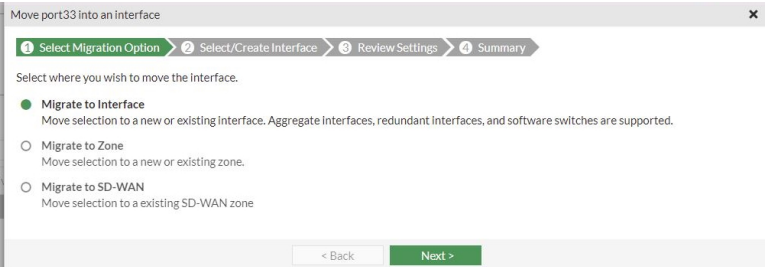 Move port33 into an interface
1 Select Migration Option 2 Select/Create Interface 3 Review Settings 4 Summary
Select where you wish to move the interface.
Migrate to Interface
Move selection to a new or existing interface. Aggregate interfaces, redundant interfaces, and software switches are supported.
Migrate to Zone
Move selection to a new or existing zone.
Migrate to SD-WAN
Move selection to a existing SD-WAN zone
< Back Next >